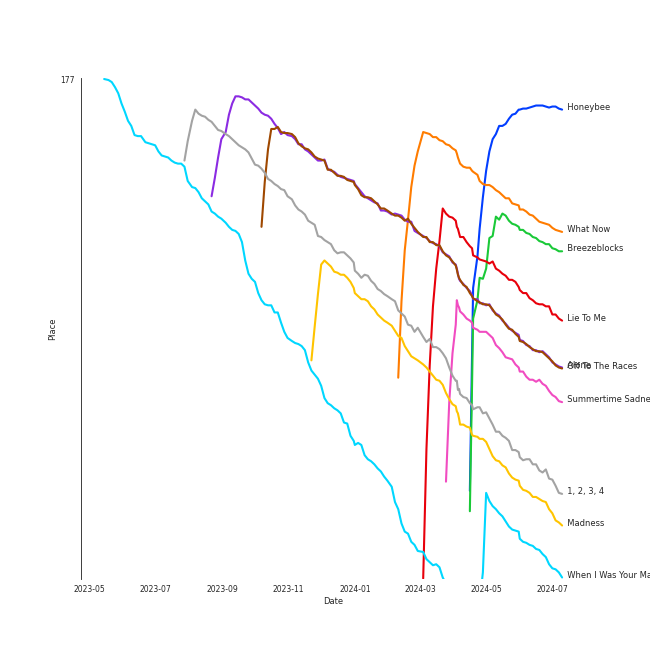 177
Honeybee
What Now
Breezeblocks
Lie To Me
Off To The Races
Summertime Sadne
1, 2, 3, 4
Madness
When I Was Your Ma
Place
2023-05 2023-07 2023-09 2023-11 2024-01 2024-03 2024-05 2024-07
Date